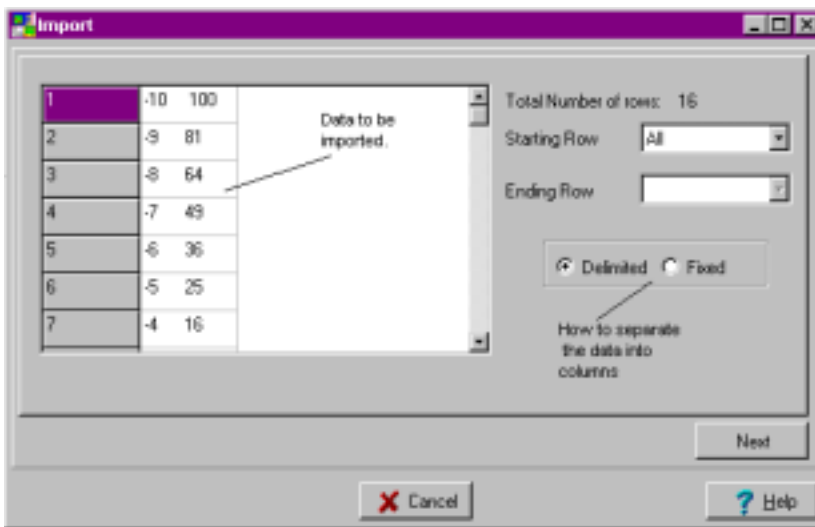 Import
1 -10 100
2 -9 81
3 -8 64
4 -7 49
5 -6 36
6 -5 25
7 -4 16
Data to be
imported.
Total Number of rows: 16
Starting Row All
Ending Row
Delimited Fixed
How to separate
the data into
columns
Next
Cancel
Help